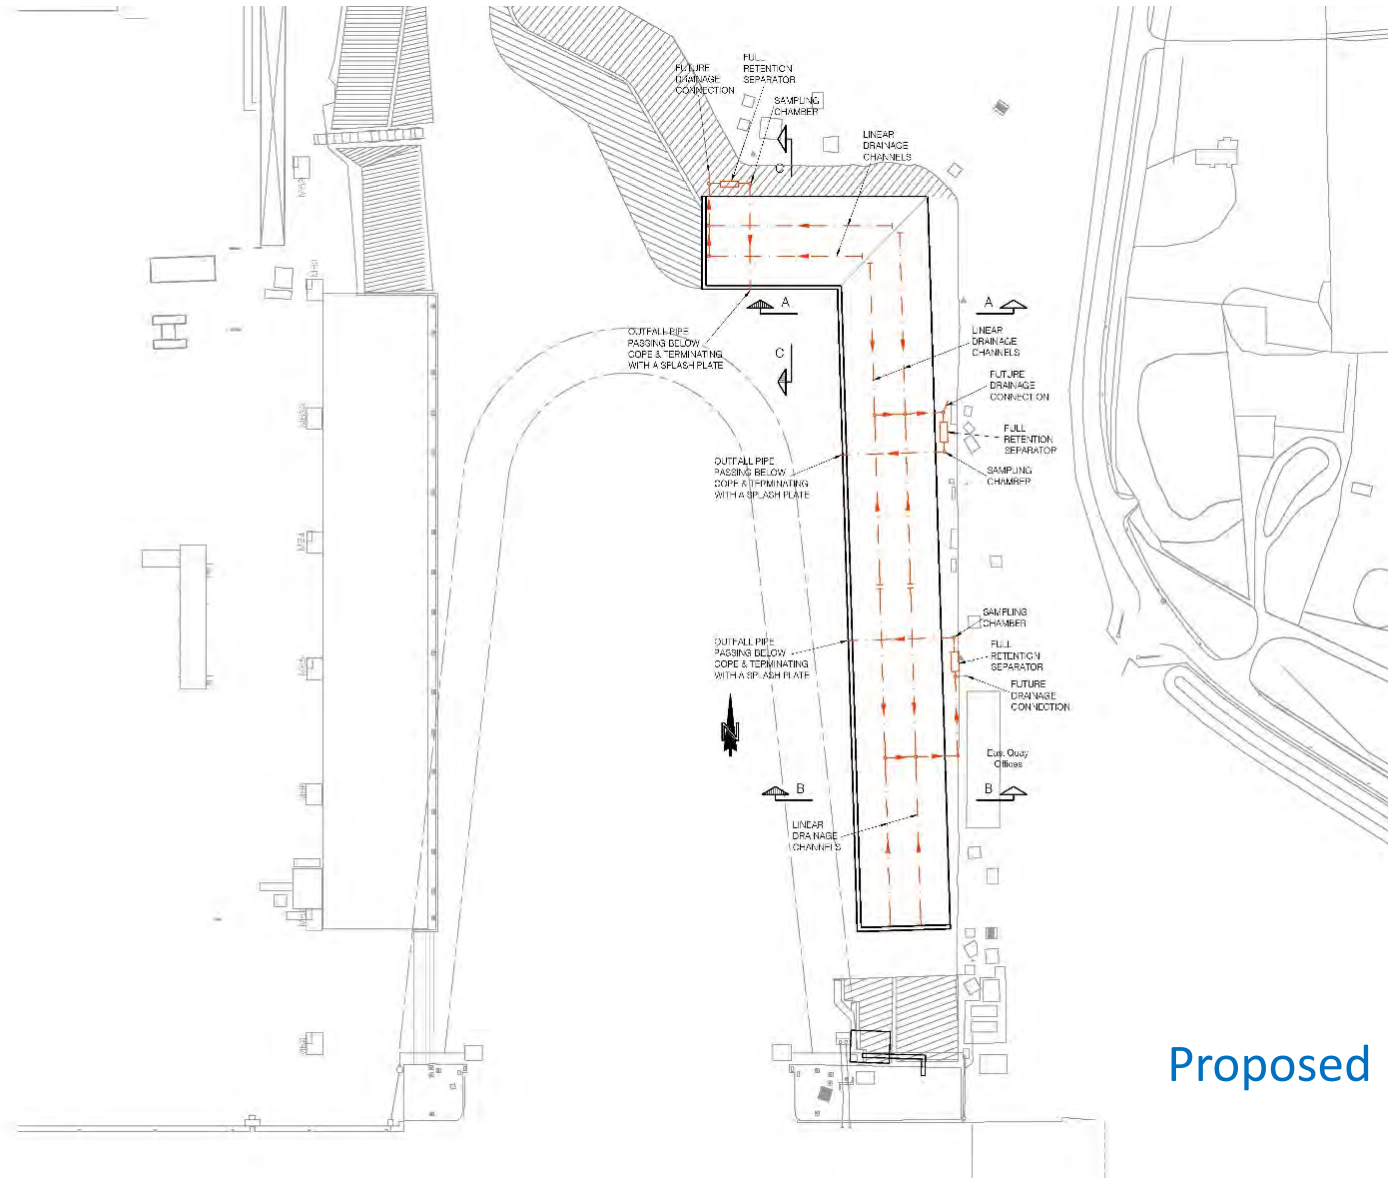 FULL
RETENTION
SEPARATOR
FUTURE
DRAINAGE
CONNECTION
SAMPLING
CHAMBER
LINEAR
DRAINAGE
CHANNELS
C
A
A
OUTFALL PIPE
PASSING BELOW
COPE & TERMINATING
WITH A SPLASH PLATE
LINEAR
DRAINAGE
CHANNELS
C
FUTURE
DRAINAGE
CONNECTION
FULL
RETENTION
SEPARATOR
OUTFALL PIPE
PASSING BELOW
COPE & TERMINATING
WITH A SPLASH PLATE
SAMPLING
CHAMBER
SAMPLING
CHAMBER
OUTFALL PIPE
PASSING BELOW
COPE & TERMINATING
WITH A SPLASH PLATE
FULL
RETENTION
SEPARATOR
FUTURE
DRAINAGE
CONNECTION
N
East Quay
Offices
B
B
LINEAR
DRAINAGE
CHANNELS
Proposed